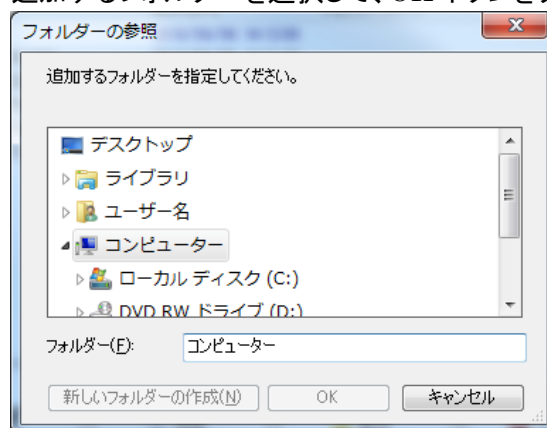 フォルダーの参照
追加するフォルダーを指定してください。
デスクトップ
ライブラリ
ユーザー名
コンピューター
ローカル ディスク (C:)
DVD RW ドライブ (D:)
フォルダー(F): コンピューター
新しいフォルダーの作成(N) OK キャンセル